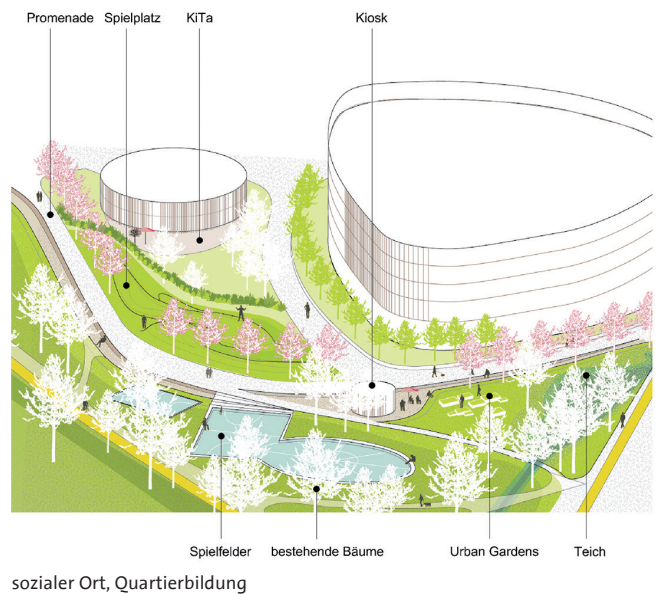 Promenade Spielplatz KiTa Kiosk
Spielfelder bestehende Bäume Urban Gardens Teich
sozialer Ort, Quartierbildung